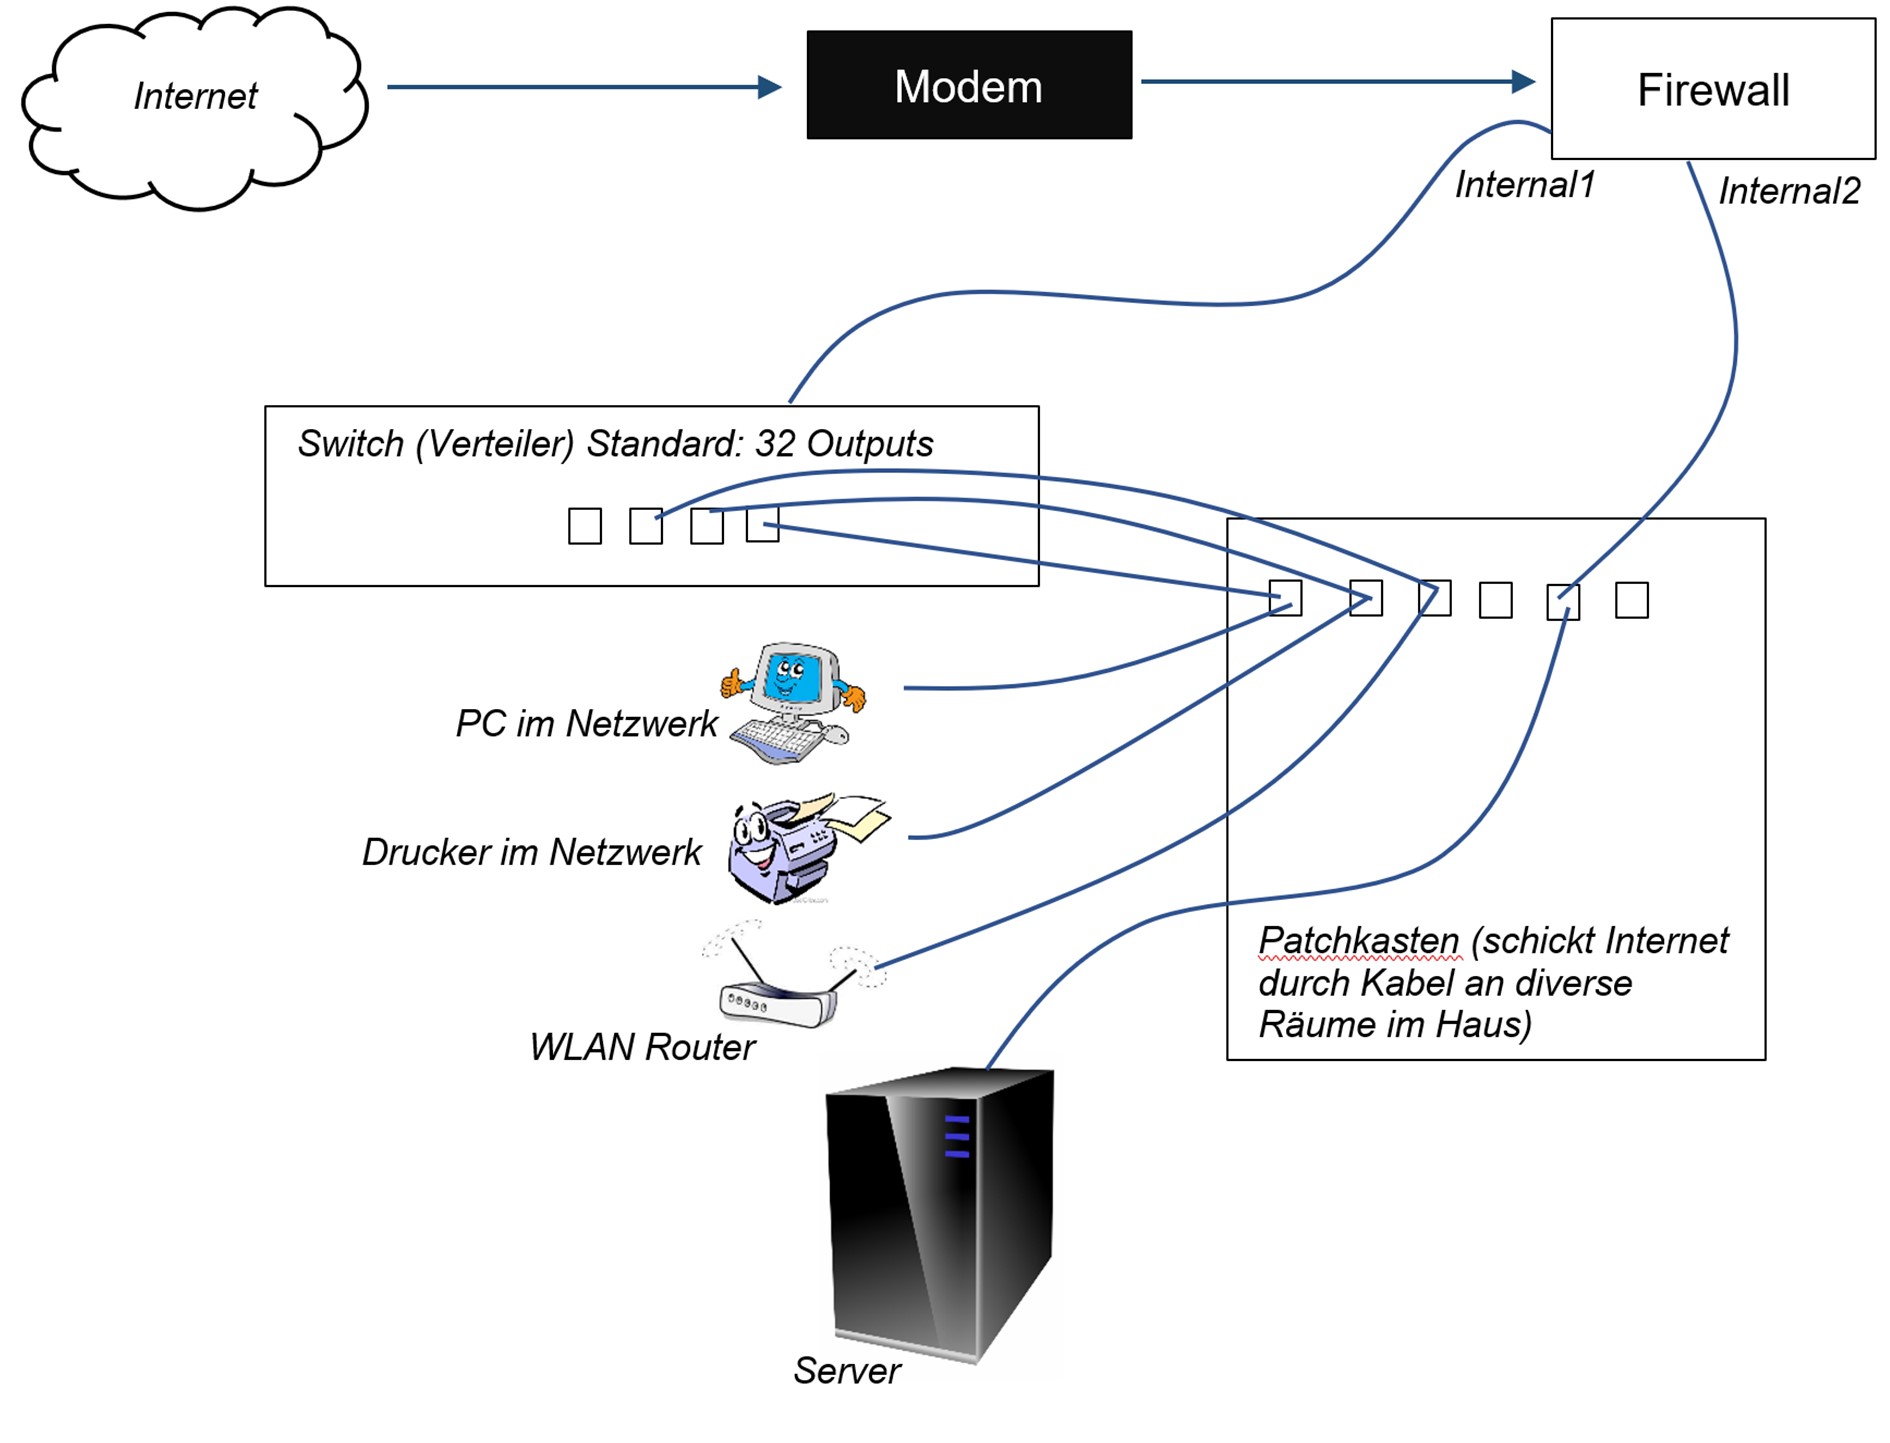 Internet
Modem
Firewall
Internal1
Internal2
Switch (Verteiler) Standard: 32 Outputs
PC im Netzwerk
Drucker im Netzwerk
WLAN Router
Patchkasten (schickt Internet
durch Kabel an diverse
Räume im Haus)
Server